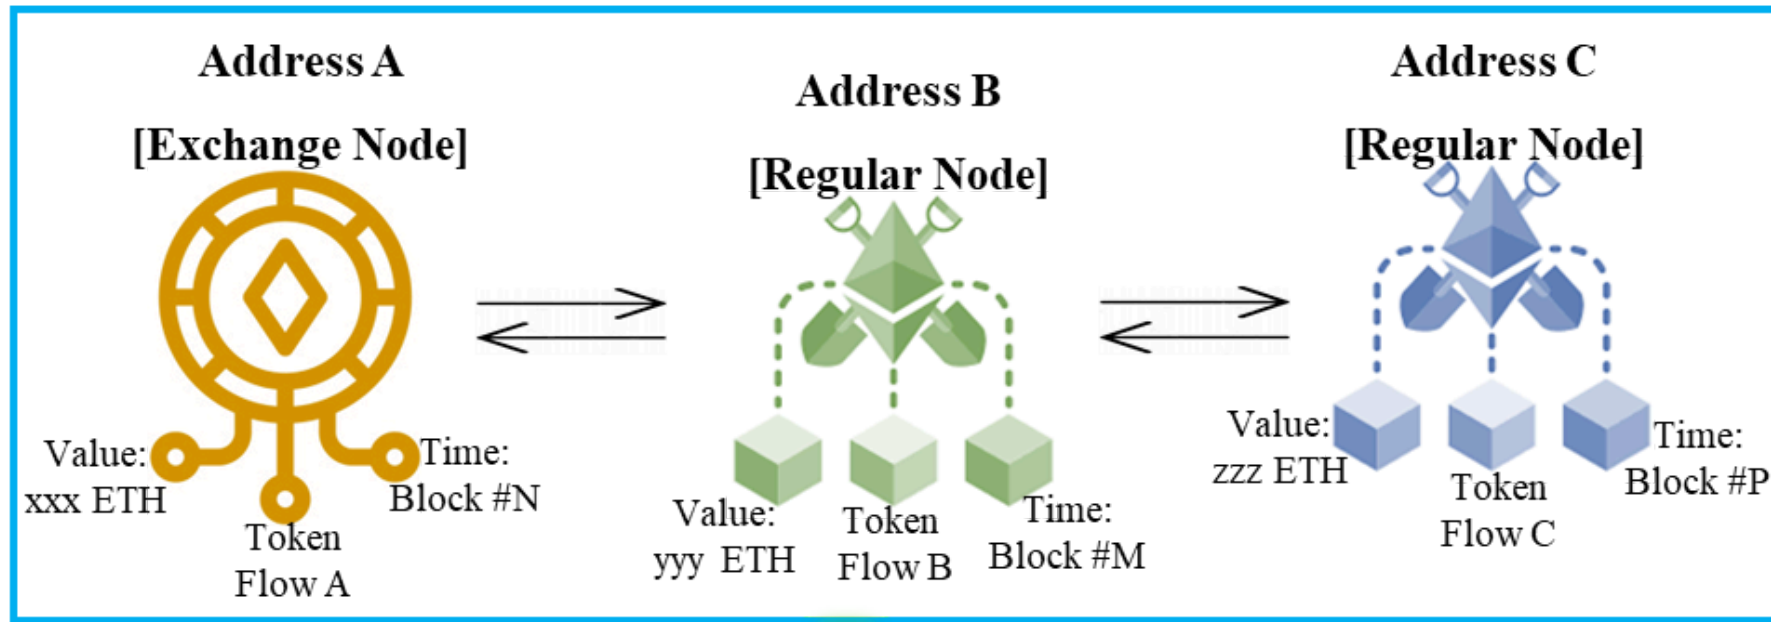 Address A
[Exchange Node]
Value:
xxx ETH
Token
Flow A
Time:
Block #N
Address B
[Regular Node]
Value:
yyy ETH
Token
Flow B
Time:
Block #M
Address C
[Regular Node]
Value:
zzz ETH
Token
Flow C
Time:
Block #P